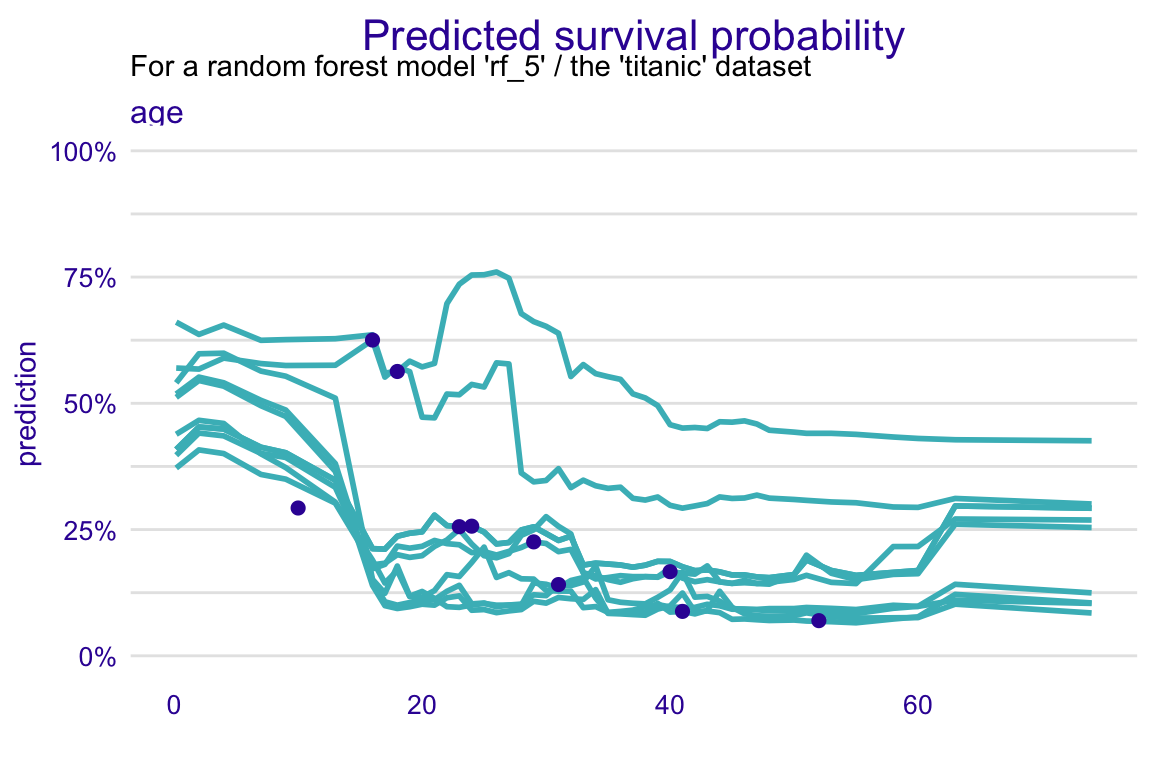 Predicted survival probability
For a random forest model 'rf_5' / the 'titanic' dataset
age
100%
75%
50%
25%
0%
prediction
0 20 40 60